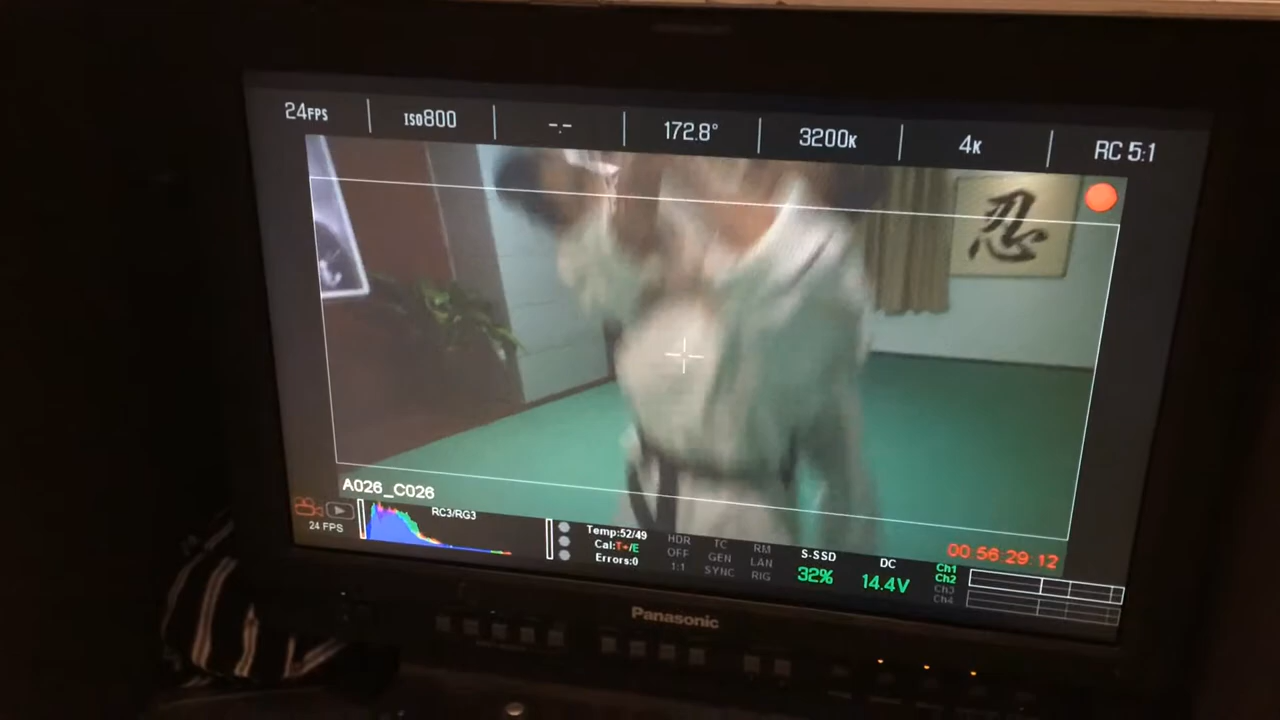 24FPS
ISO800
-.-
172.8°
3200K
4K
RC 5:1
忍
A026_C026
24 FPS
RC3/RG3
Temp:52/49
Cal:T+/E
Errors:0
HDR
OFF
1:1
TC
GEN
SYNC
RM
LAN
RIG
S-SSD
32%
DC
14.4V
00:56:29:12
Ch1
Ch2
Ch3
Ch4
Panasonic